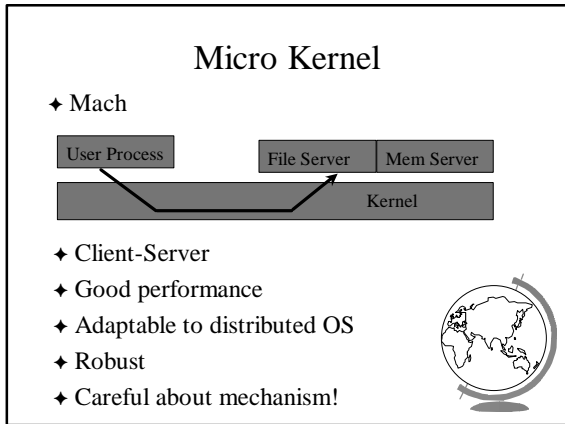 Micro Kernel
✦ Mach
User Process
File Server
Mem Server
Kernel
✦ Client-Server
✦ Good performance
✦ Adaptable to distributed OS
✦ Robust
✦ Careful about mechanism!